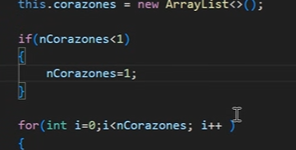 this.corazones = new ArrayList<>();
if(nCorazones<1)
{
nCorazones=1;
}
for(int i=0;i<nCorazones; i++ )
{